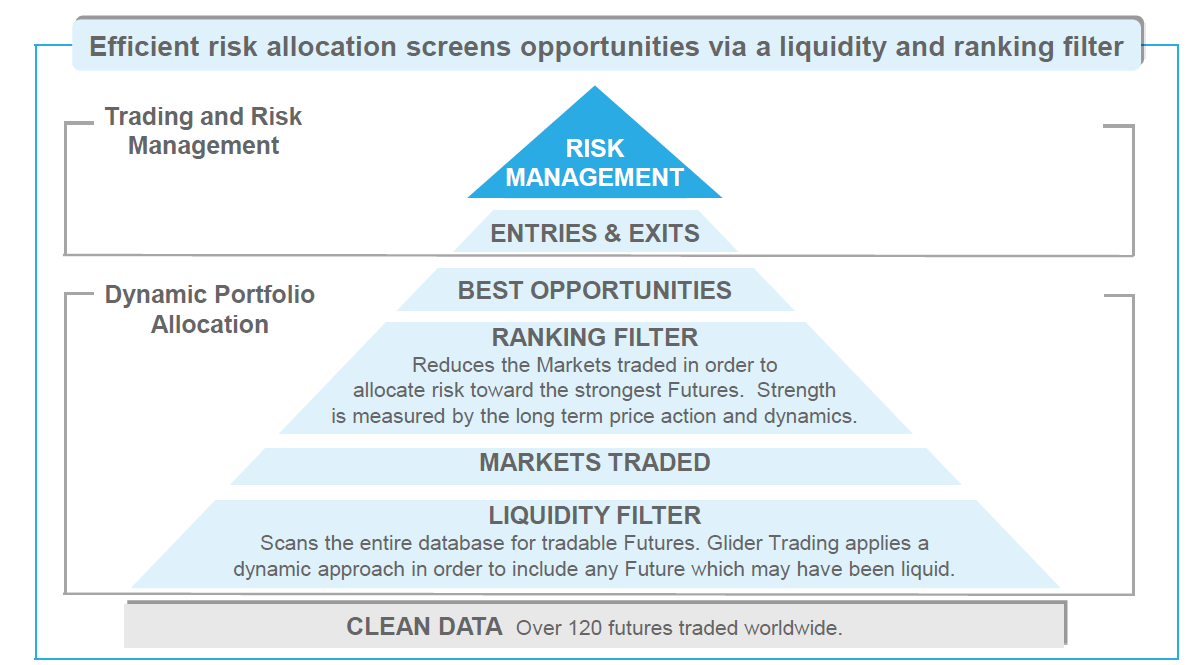 Efficient risk allocation screens opportunities via a liquidity and ranking filter
Trading and Risk
Management
RISK
MANAGEMENT
ENTRIES & EXITS
Dynamic Portfolio
Allocation
BEST OPPORTUNITIES
RANKING FILTER
Reduces the Markets traded in order to
allocate risk toward the strongest Futures.  Strength
is measured by the long term price action and dynamics.
MARKETS TRADED
LIQUIDITY FILTER
Scans the entire database for tradable Futures. Glider Trading applies a
dynamic approach in order to include any Future which may have been liquid.
CLEAN DATA Over 120 futures traded worldwide.